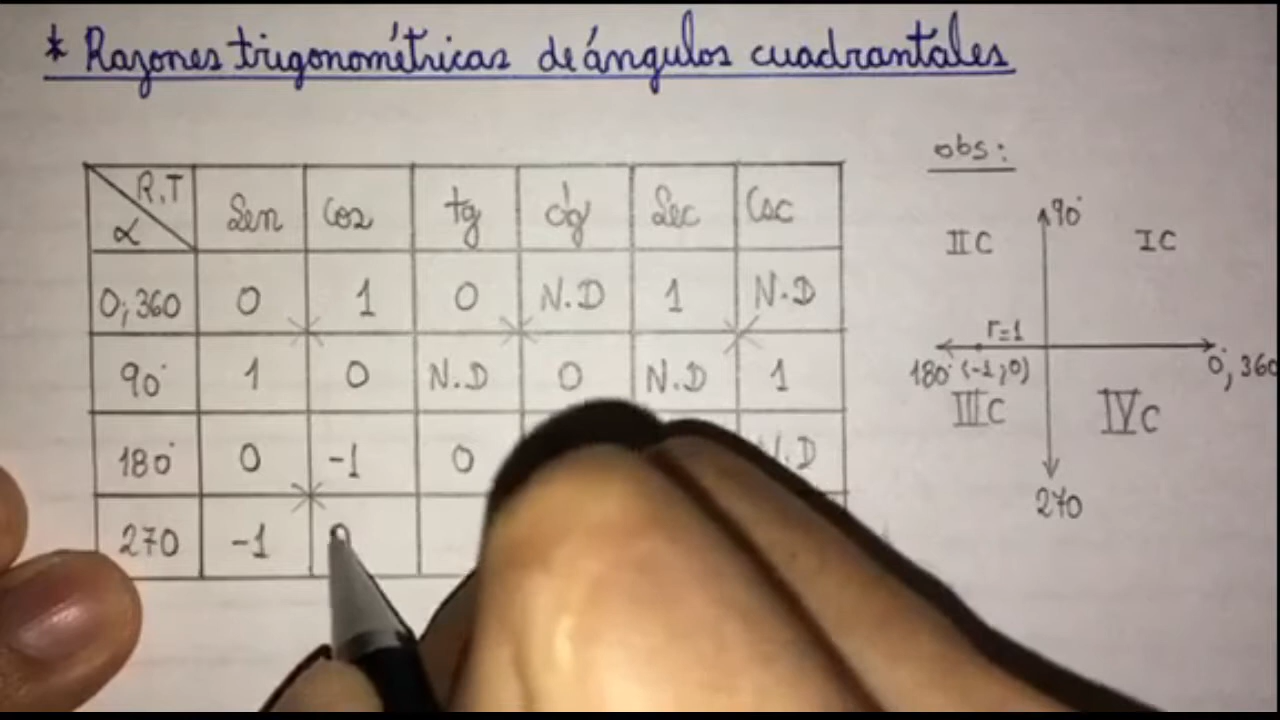 * Razones trigonométricas de ángulos cuadrantales
obs:
R.T
α
Sen Cos tg ctg Sec Csc
0°, 360 0 1 0 N.D 1 N.D
90° 1 0 N.D 0 N.D 1
180° 0 -1 0 N.D
270 -1 0
90°
IIC IC
r=1
180° (-1,0) 0°, 360
IIIC IVC
270